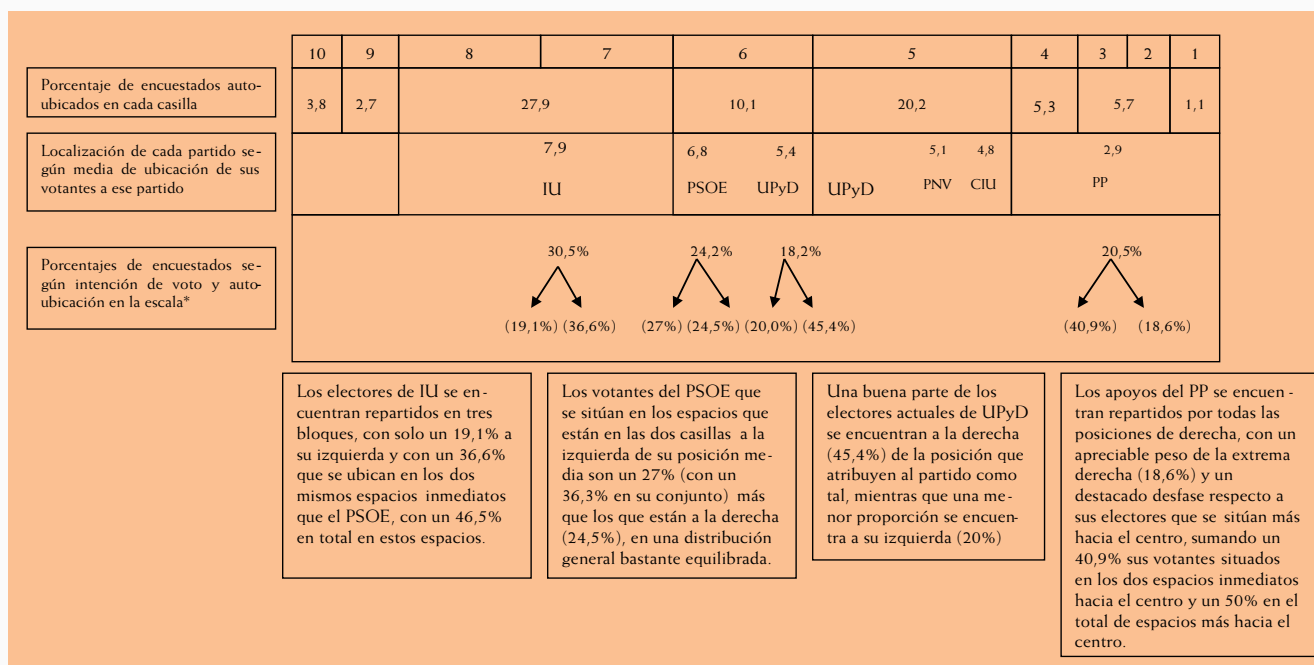 10 9 8 7 6 5 4 3 2 1
Porcentaje de encuestados auto-
ubicados en cada casilla
3,8 2,7 27,9 10,1 20,2 5,3 5,7 1,1
Localización de cada partido se-
gún media de ubicación de sus
votantes a ese partido
7,9 6,8 5,4 5,1 4,8 2,9
IU PSOE UPyD UPyD PNV CIU PP
Porcentajes de encuestados se-
gún intención de voto y auto-
ubicación en la escala*
30,5% 24,2% 18,2% 20,5%
(19,1%) (36,6%) (27%) (24,5%) (20,0%) (45,4%) (40,9%) (18,6%)
Los electores de IU se en-
cuentran repartidos en tres
bloques, con solo un 19,1% a
su izquierda y con un 36,6%
que se ubican en los dos
mismos espacios inmediatos
que el PSOE, con un 46,5%
en total en estos espacios.
Los votantes del PSOE que
se sitúan en los espacios que
están en las dos casillas a la
izquierda de su posición me-
dia son un 27% (con un
36,3% en su conjunto) más
que los que están a la derecha
(24,5%), en una distribución
general bastante equilibrada.
Una buena parte de los
electores actuales de UPyD
se encuentran a la derecha
(45,4%) de la posición que
atribuyen al partido como
tal, mientras que una me-
nor proporción se encuen-
tra a su izquierda (20%)
Los apoyos del PP se encuen-
tran repartidos por todas las
posiciones de derecha, con un
apreciable peso de la extrema
derecha (18,6%) y un
destacado desfase respecto a
sus electores que se sitúan más
hacia el centro, sumando un
40,9% sus votantes situados
en los dos espacios inmediatos
hacia el centro y un 50% en el
total de espacios más hacia el
centro.